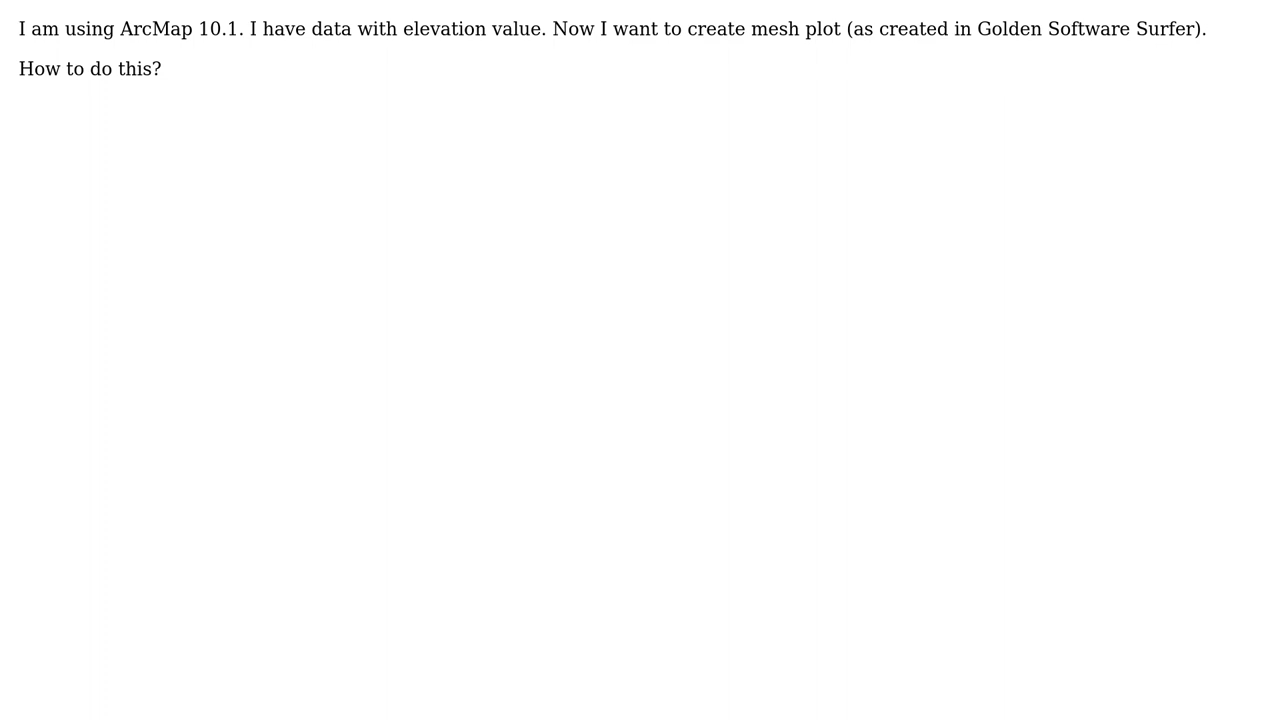 I am using ArcMap 10.1. I have data with elevation value. Now I want to create mesh plot (as created in Golden Software Surfer).
How to do this?